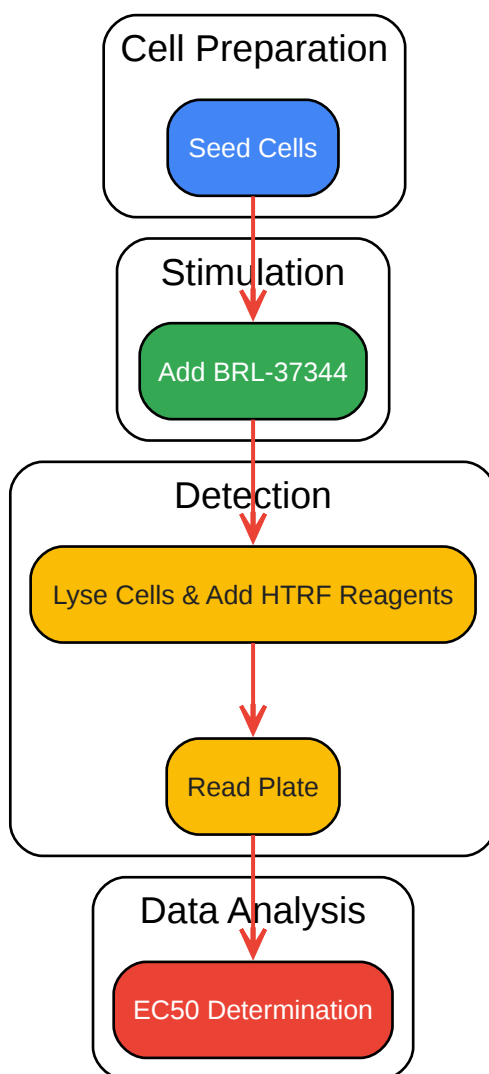 Cell Preparation
Seed Cells
Stimulation
Add BRL-37344
Detection
Lyse Cells & Add HTRF Reagents
Read Plate
Data Analysis
EC50 Determination